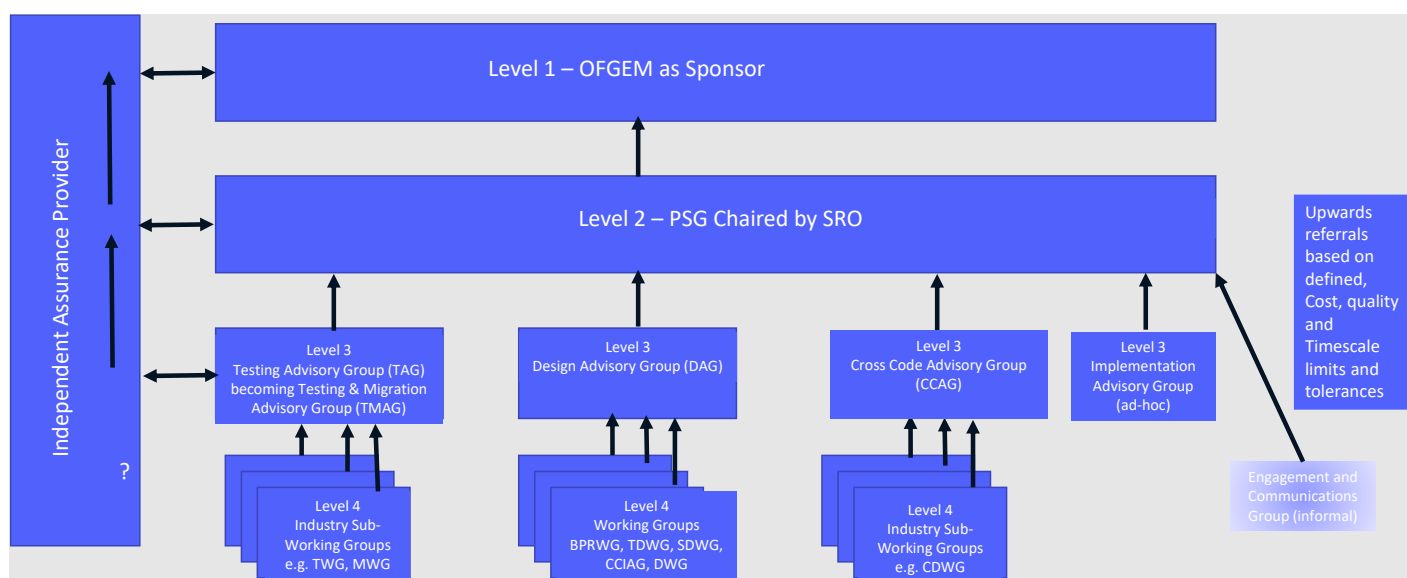 Independent Assurance Provider
?
Level 1 – OFGEM as Sponsor
Level 2 – PSG Chaired by SRO
Upwards
referrals
based on
defined,
Cost, quality
and
Timescale
limits and
tolerances
Level 3
Testing Advisory Group (TAG)
becoming Testing & Migration
Advisory Group (TMAG)
Level 3
Design Advisory Group (DAG)
Level 3
Cross Code Advisory Group
(CCAG)
Level 3
Implementation
Advisory Group
(ad-hoc)
Engagement and
Communications
Group (informal)
Level 4
Industry Sub-
Working Groups
e.g. TWG, MWG
Level 4
Working Groups
BPRWG, TDWG, SDWG,
CCIAG, DWG
Level 4
Industry Sub-
Working Groups
e.g. CDWG